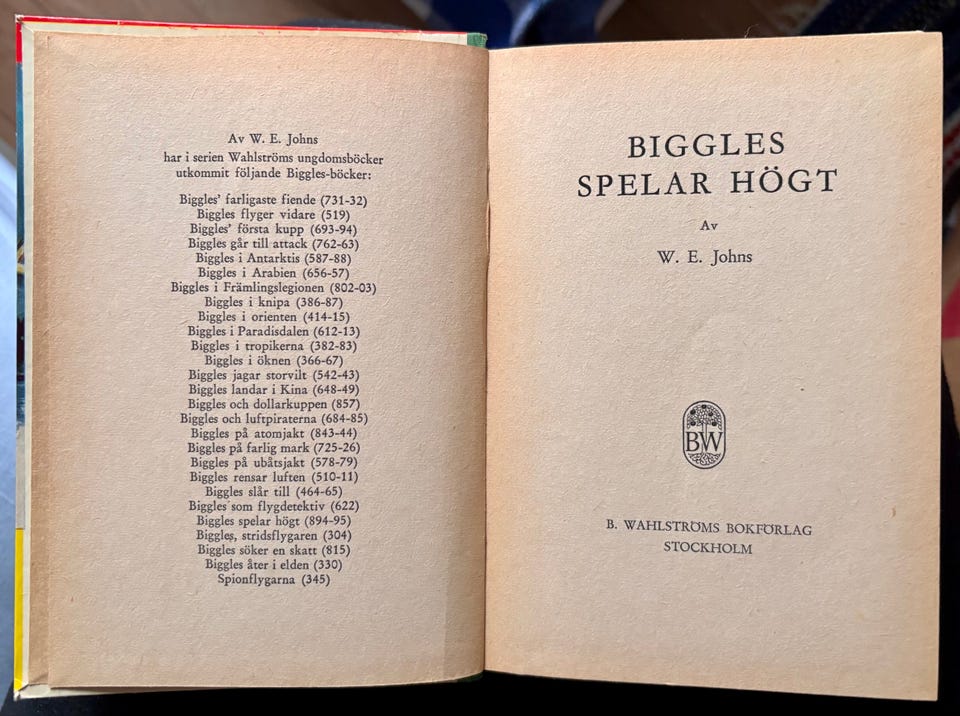 Av W. E. Johns
har i serien Wahlströms ungdomsböcker
utkommit följande Biggles-böcker:
Biggles' farligaste fiende (731-32)
Biggles flyger vidare (519)
Biggles' första kupp (693-94)
Biggles går till attack (762-63)
Biggles i Antarktis (587-88)
Biggles i Arabien (656-57)
Biggles i Främlingslegionen (802-03)
Biggles i knipa (386-87)
Biggles i orienten (414-15)
Biggles i Paradisdalen (612-13)
Biggles i tropikerna (382-83)
Biggles i öknen (366-67)
Biggles jagar storvilt (542-43)
Biggles landar i Kina (648-49)
Biggles och dollarkuppen (857)
Biggles och luftpiraterna (684-85)
Biggles på atomjakt (843-44)
Biggles på farlig mark (725-26)
Biggles på ubåtsjakt (578-79)
Biggles rensar luften (510-11)
Biggles slår till (464-65)
Biggles som flygdetektiv (622)
Biggles spelar högt (894-95)
Biggles, stridsflygaren (304)
Biggles söker en skatt (815)
Biggles åter i elden (330)
Spionflygarna (345)
BIGGLES
SPELAR HÖGT
Av
W. E. Johns
BW
B. WAHLSTRÖMS BOKFÖRLAG
STOCKHOLM